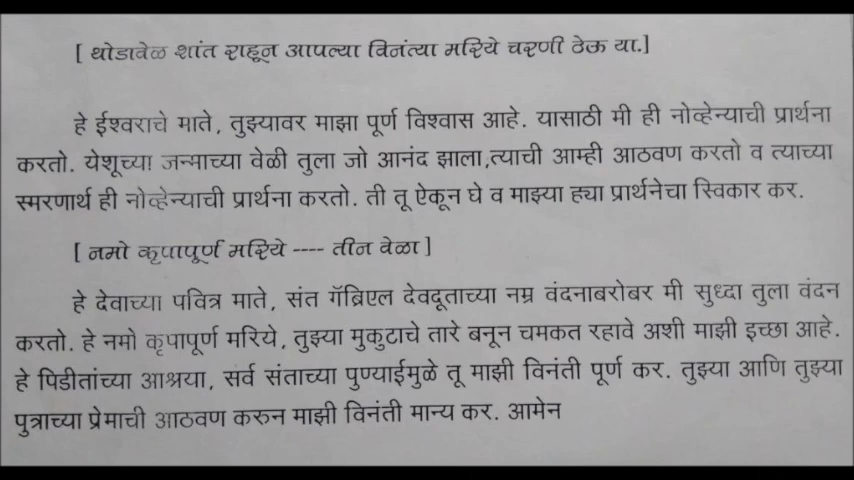 [ थोडावेळ शांत राहून आपल्या विनंत्या मरिये चरणी ठेऊ या.]
हे ईश्वराचे माते, तुझ्यावर माझा पूर्ण विश्वास आहे. यासाठी मी ही नोव्हेन्याची प्रार्थना
करतो. येशूच्या जन्माच्या वेळी तुला जो आनंद झाला,त्याची आम्ही आठवण करतो व त्याच्या
स्मरणार्थ ही नोव्हेन्याची प्रार्थना करतो. ती तू ऐकून घे व माझ्या ह्या प्रार्थनेचा स्विकार कर.
[ नमो कृपापूर्ण मरिये ---- तीन वेळा ]
हे देवाच्या पवित्र माते, संत गॅब्रिएल देवदूताच्या नम्र वंदनाबरोबर मी सुध्दा तुला वंदन
करतो. हे नमो कृपापूर्ण मरिये, तुझ्या मुकुटाचे तारे बनून चमकत रहावे अशी माझी इच्छा आहे.
हे पिडीतांच्या आश्रया, सर्व संताच्या पुण्याईमुळे तू माझी विनंती पूर्ण कर. तुझ्या आणि तुझ्या
पुत्राच्या प्रेमाची आठवण करुन माझी विनंती मान्य कर. आमेन